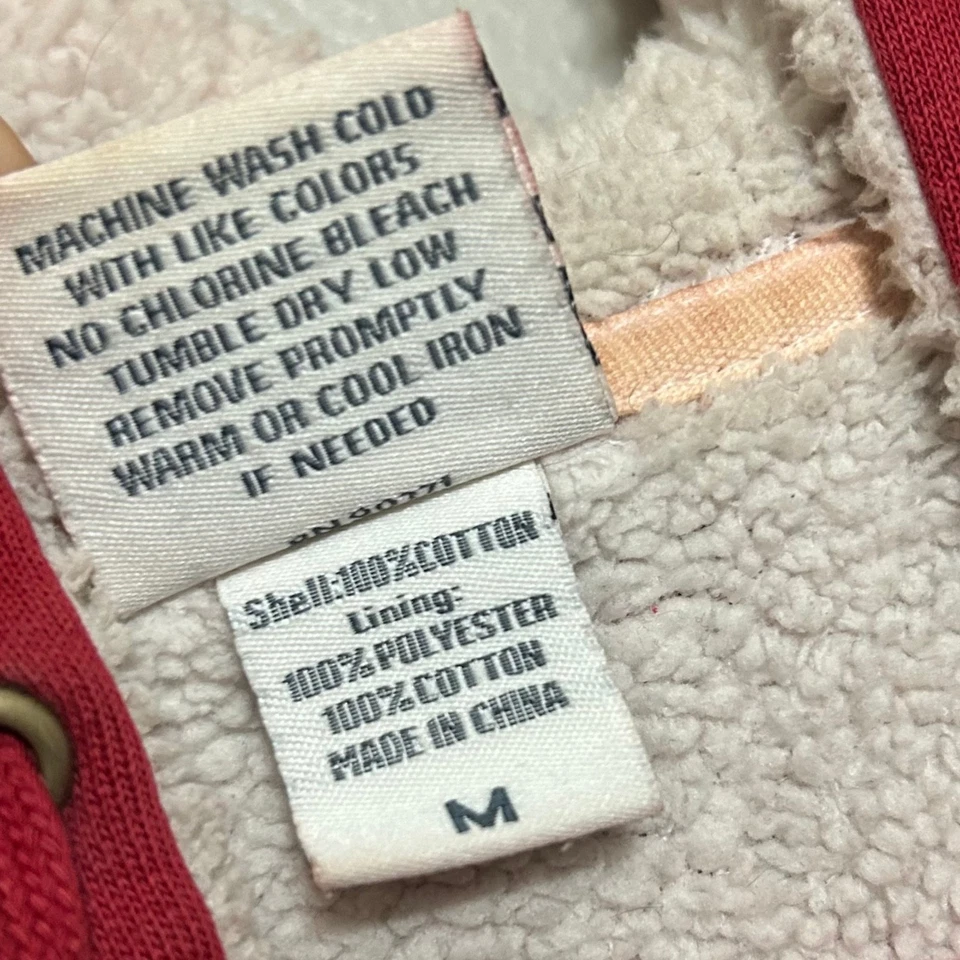 MACHINE WASH COLD
WITH LIKE COLORS
NO CHLORINE BLEACH
TUMBLE DRY LOW
REMOVE PROMPTLY
WARM OR COOL IRON
IF NEEDED
Shell:100%COTTON
Lining:
100%POLYESTER
100%COTTON
MADE IN CHINA
M